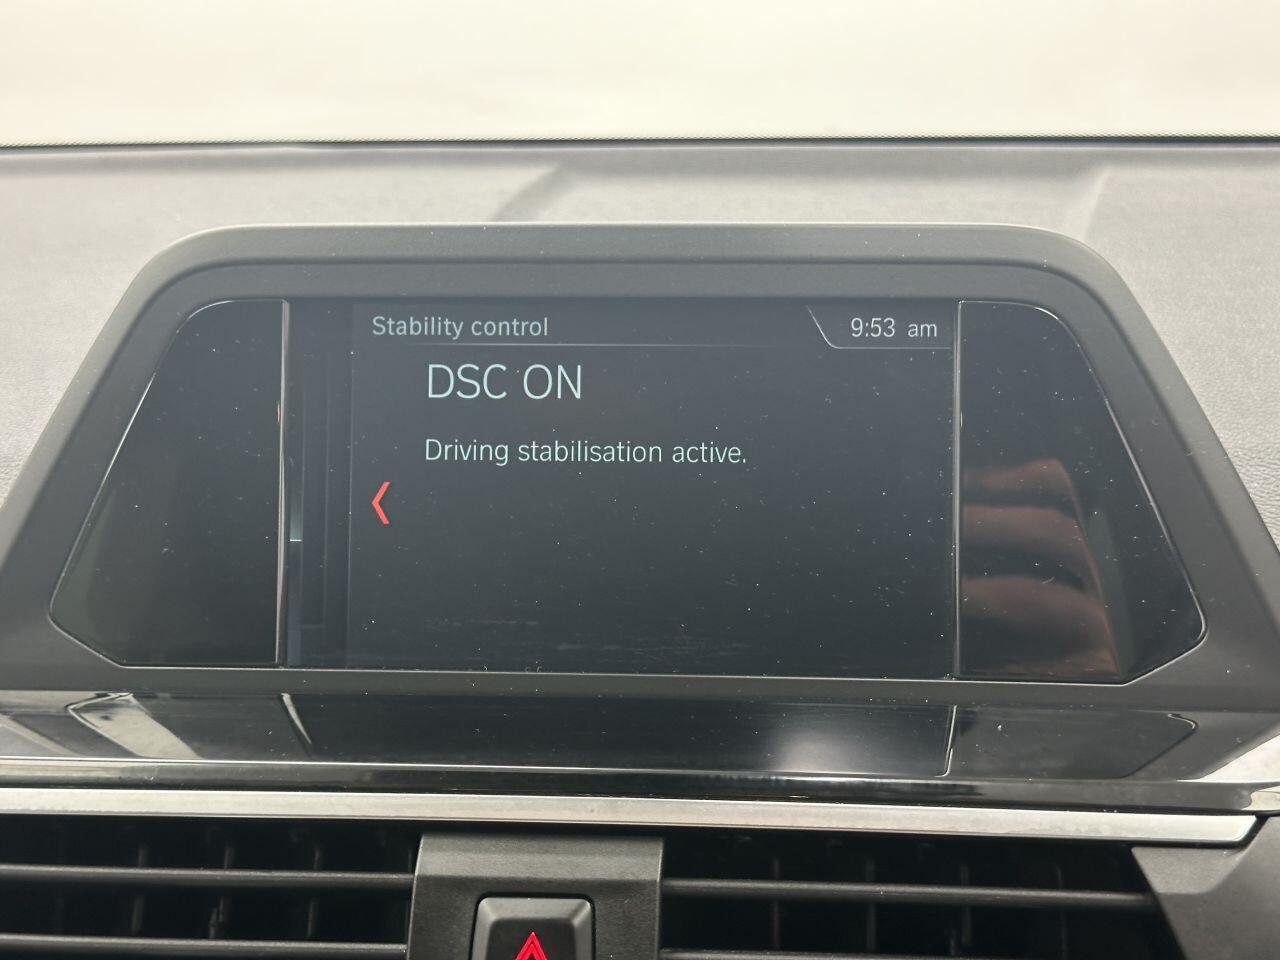 Stability control
9:53 am
DSC ON
Driving stabilisation active.